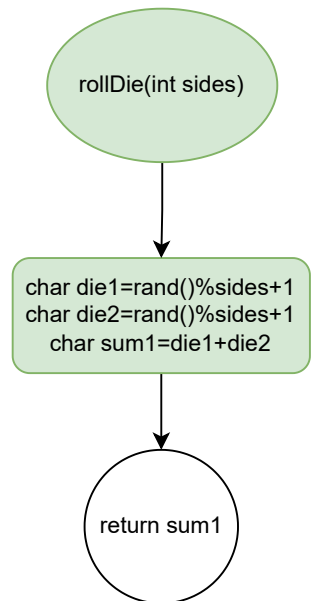 rollDie(int sides)
char die1=rand()%sides+1
char die2=rand()%sides+1
char sum1=die1+die2
return sum1